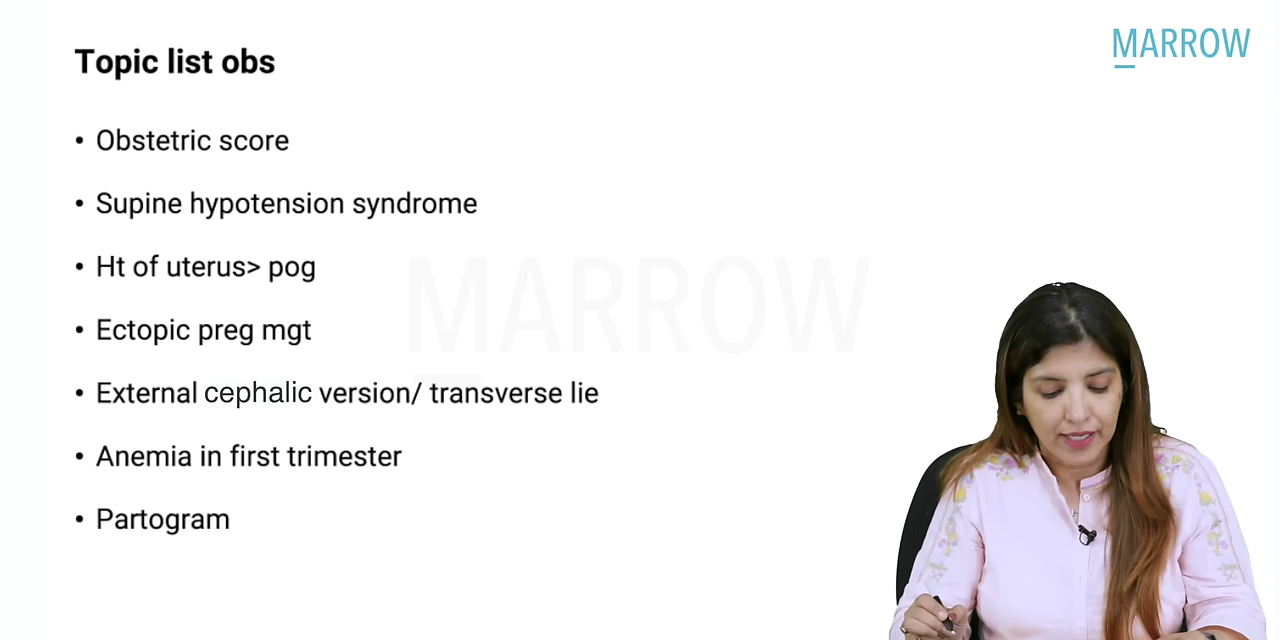 MARROW
Topic list obs
• Obstetric score
• Supine hypotension syndrome
• Ht of uterus> pog
• Ectopic preg mgt
• External cephalic version/ transverse lie
• Anemia in first trimester
• Partogram
MARROW